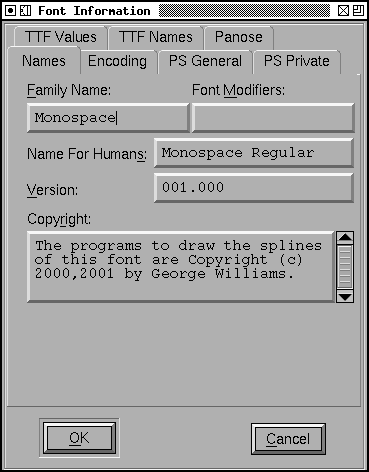 Font Information
TTF Values TTF Names Panose
Names Encoding PS General PS Private
Family Name: Font Modifiers:
Monospace
Name For Humans: Monospace Regular
Version: 001.000
Copyright:
The programs to draw the splines
of this font are Copyright (c)
2000,2001 by George Williams.
OK Cancel